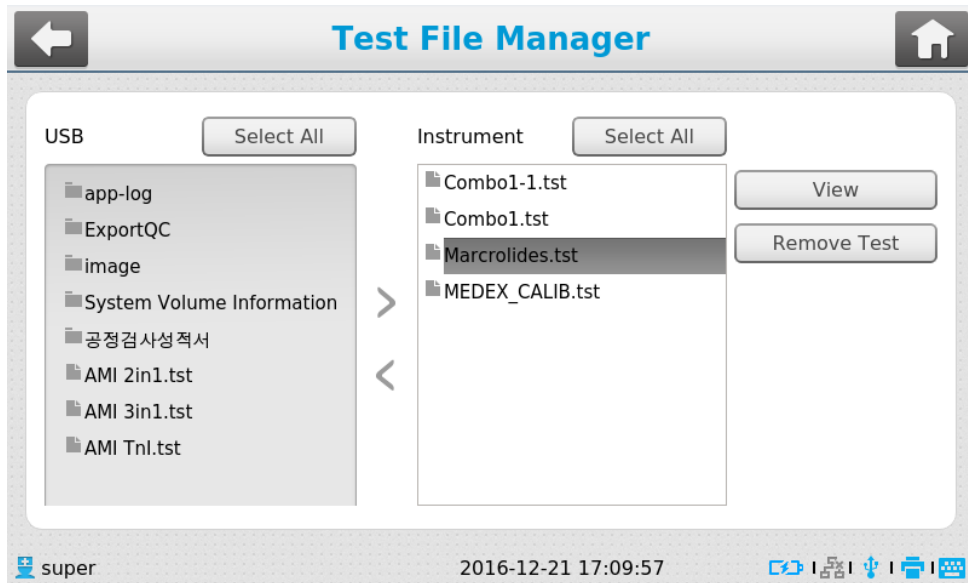 Test File Manager
USB
Select All
app-log
ExportQC
image
System Volume Information
공정검사성적서
AMI 2in1.tst
AMI 3in1.tst
AMI TnI.tst
>
<
Instrument
Select All
Combo1-1.tst
Combo1.tst
Marcrolides.tst
MEDEX_CALIB.tst
View
Remove Test
super
2016-12-21 17:09:57